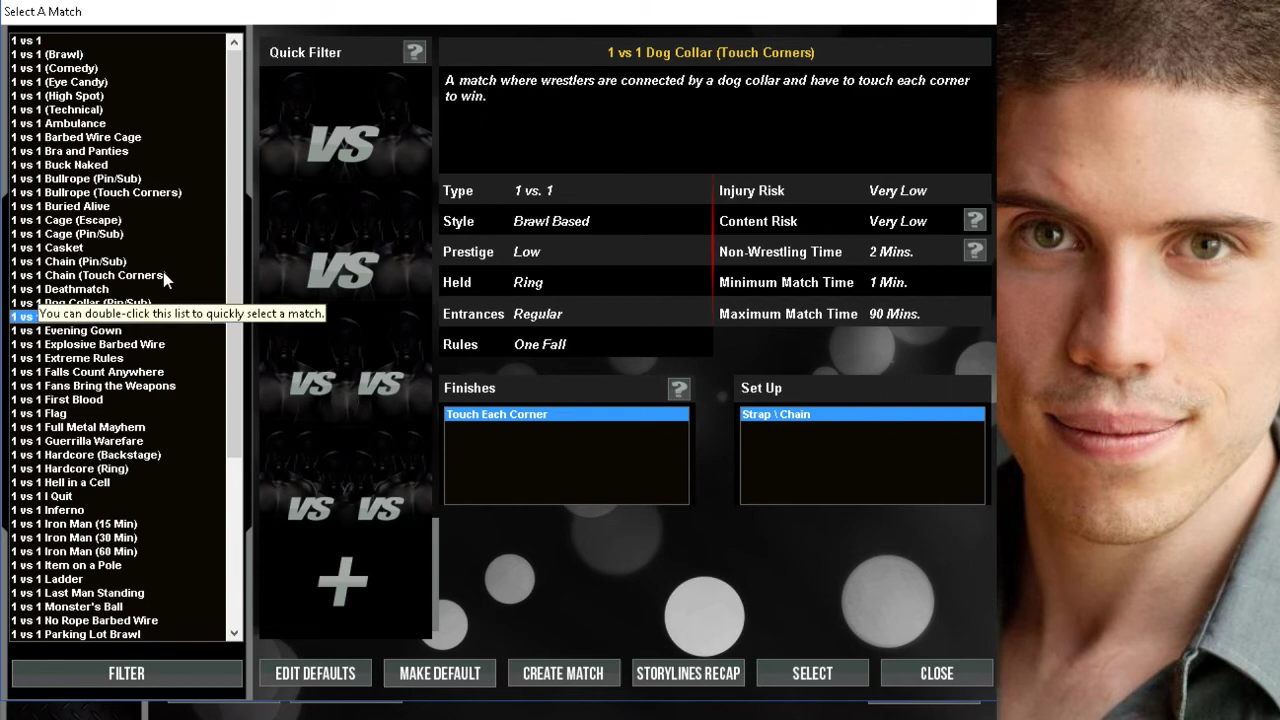 Select A Match
1 vs 1
1 vs 1 (Brawl)
1 vs 1 (Comedy)
1 vs 1 (Eye Candy)
1 vs 1 (High Spot)
1 vs 1 (Technical)
1 vs 1 Ambulance
1 vs 1 Barbed Wire Cage
1 vs 1 Bra and Panties
1 vs 1 Buck Naked
1 vs 1 Bullrope (Pin/Sub)
1 vs 1 Bullrope (Touch Corners)
1 vs 1 Buried Alive
1 vs 1 Cage (Escape)
1 vs 1 Cage (Pin/Sub)
1 vs 1 Casket
1 vs 1 Chain (Pin/Sub)
1 vs 1 Chain (Touch Corners)
1 vs 1 Deathmatch
1 vs 1 Dog Collar (Pin/Sub)
1 vs
You can double-click this list to quickly select a match.
1 vs 1 Evening Gown
1 vs 1 Explosive Barbed Wire
1 vs 1 Extreme Rules
1 vs 1 Falls Count Anywhere
1 vs 1 Fans Bring the Weapons
1 vs 1 First Blood
1 vs 1 Flag
1 vs 1 Full Metal Mayhem
1 vs 1 Guerrilla Warefare
1 vs 1 Hardcore (Backstage)
1 vs 1 Hardcore (Ring)
1 vs 1 Hell in a Cell
1 vs 1 I Quit
1 vs 1 Inferno
1 vs 1 Iron Man (15 Min)
1 vs 1 Iron Man (30 Min)
1 vs 1 Iron Man (60 Min)
1 vs 1 Item on a Pole
1 vs 1 Ladder
1 vs 1 Last Man Standing
1 vs 1 Monster's Ball
1 vs 1 No Rope Barbed Wire
1 vs 1 Parking Lot Brawl
FILTER
Quick Filter ?
VS
VS
VS VS
VS VS
+
1 vs 1 Dog Collar (Touch Corners)
A match where wrestlers are connected by a dog collar and have to touch each corner
to win.
Type 1 vs. 1
Style Brawl Based
Prestige Low
Held Ring
Entrances Regular
Rules One Fall
Injury Risk Very Low
Content Risk Very Low ?
Non-Wrestling Time 2 Mins. ?
Minimum Match Time 1 Min.
Maximum Match Time 90 Mins.
Finishes ?
Touch Each Corner
Set Up
Strap \ Chain
EDIT DEFAULTS MAKE DEFAULT CREATE MATCH STORYLINES RECAP SELECT CLOSE